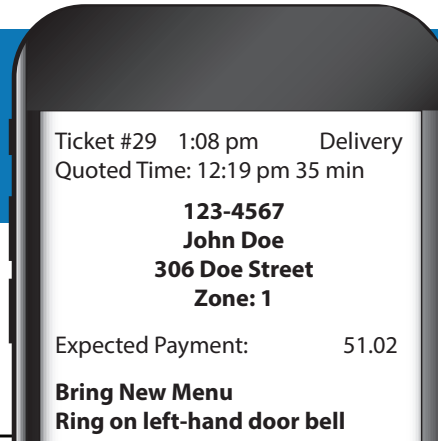 Ticket #29 1:08 pm Delivery
Quoted Time: 12:19 pm 35 min
123-4567
John Doe
306 Doe Street
Zone: 1
Expected Payment: 51.02
Bring New Menu
Ring on left-hand door bell